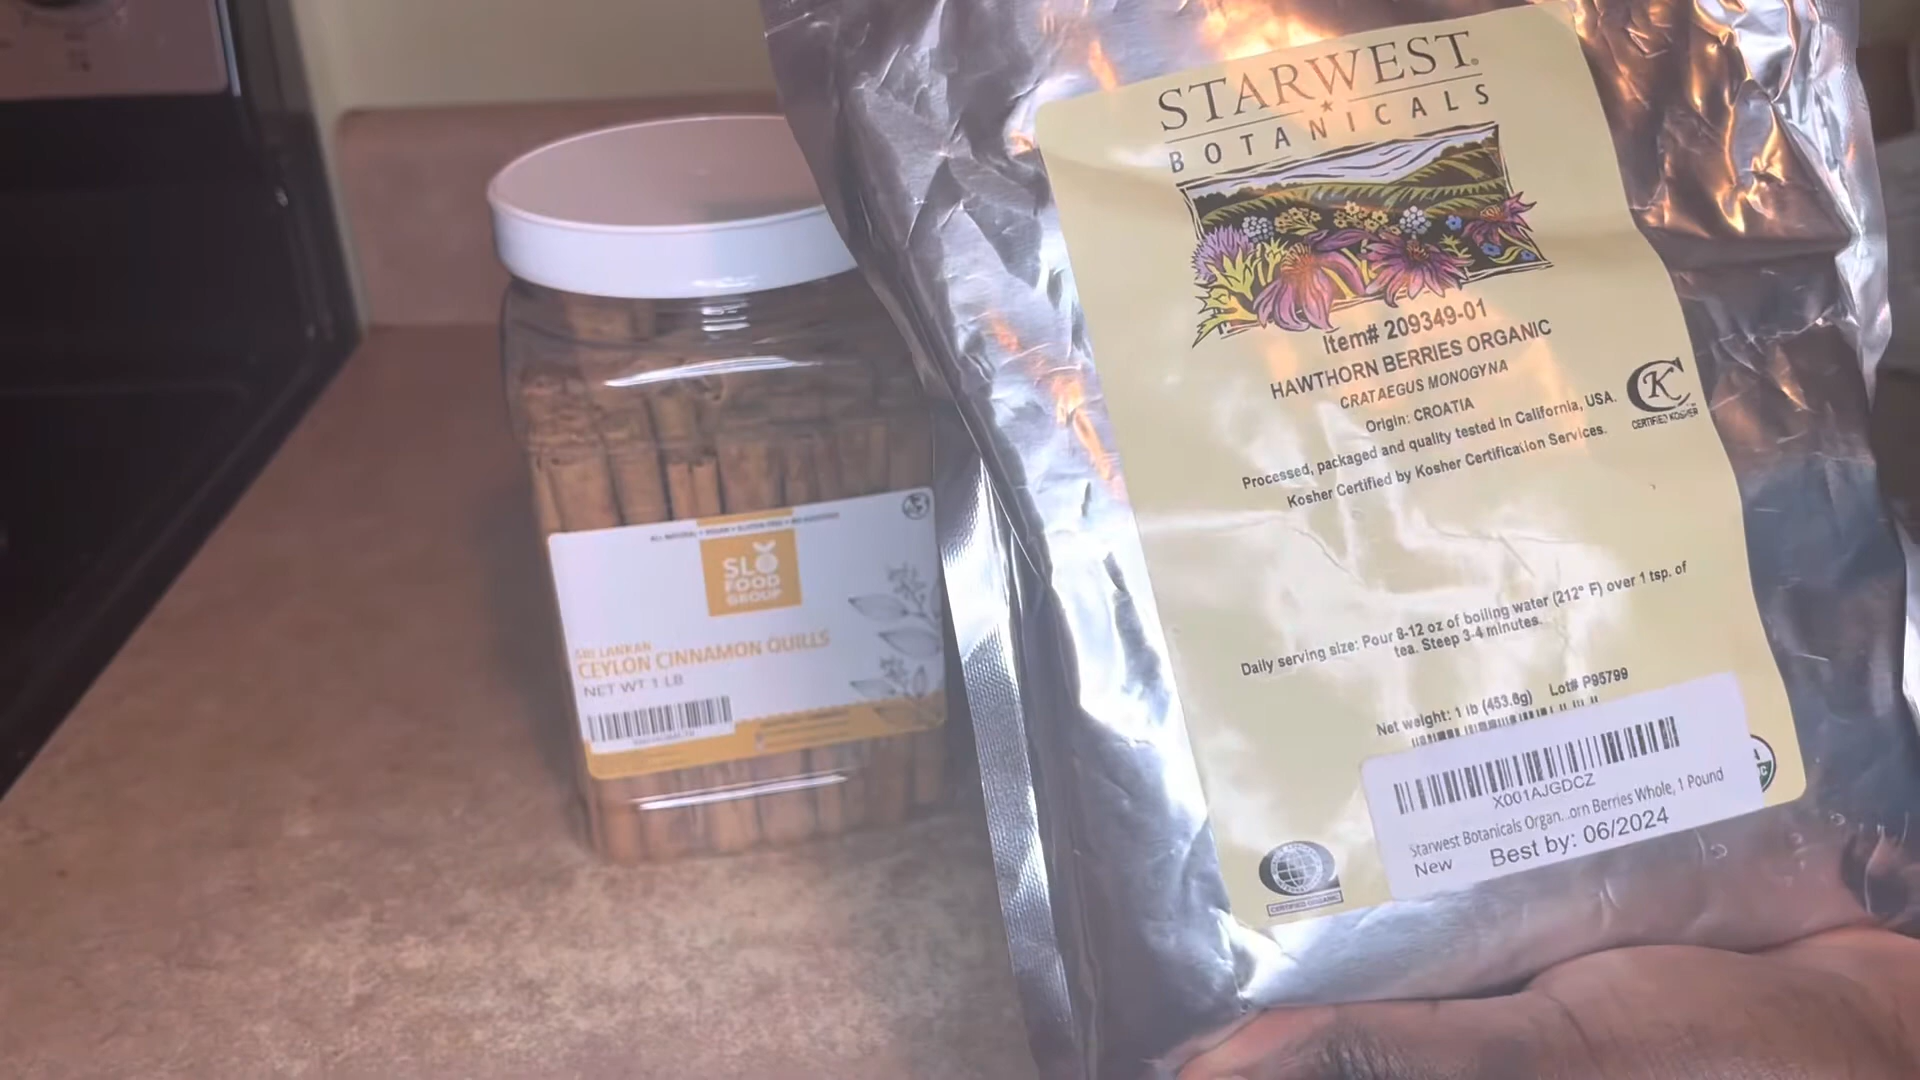 STARWEST
BOTANICALS
Item# 209349-01
HAWTHORN BERRIES ORGANIC
CRATAEGUS MONOGYNA
Origin: CROATIA
Processed, packaged and quality tested in California, USA.
Kosher Certified by Kosher Certification Services.
K
CERTIFIED KOSHER
Daily serving size: Pour 8-12 oz of boiling water (212° F) over 1 tsp. of
tea. Steep 3-4 minutes.
Net weight: 1 lb (453.6g) Lot# P95799
X001AJGDCZ
Starwest Botanicals Organ...orn Berries Whole, 1 Pound
New
Best by: 06/2024
CERTIFIED ORGANIC
SLO
FOOD
GROUP
SRI LANKAN
CEYLON CINNAMON QUILLS
NET WT 1 LB